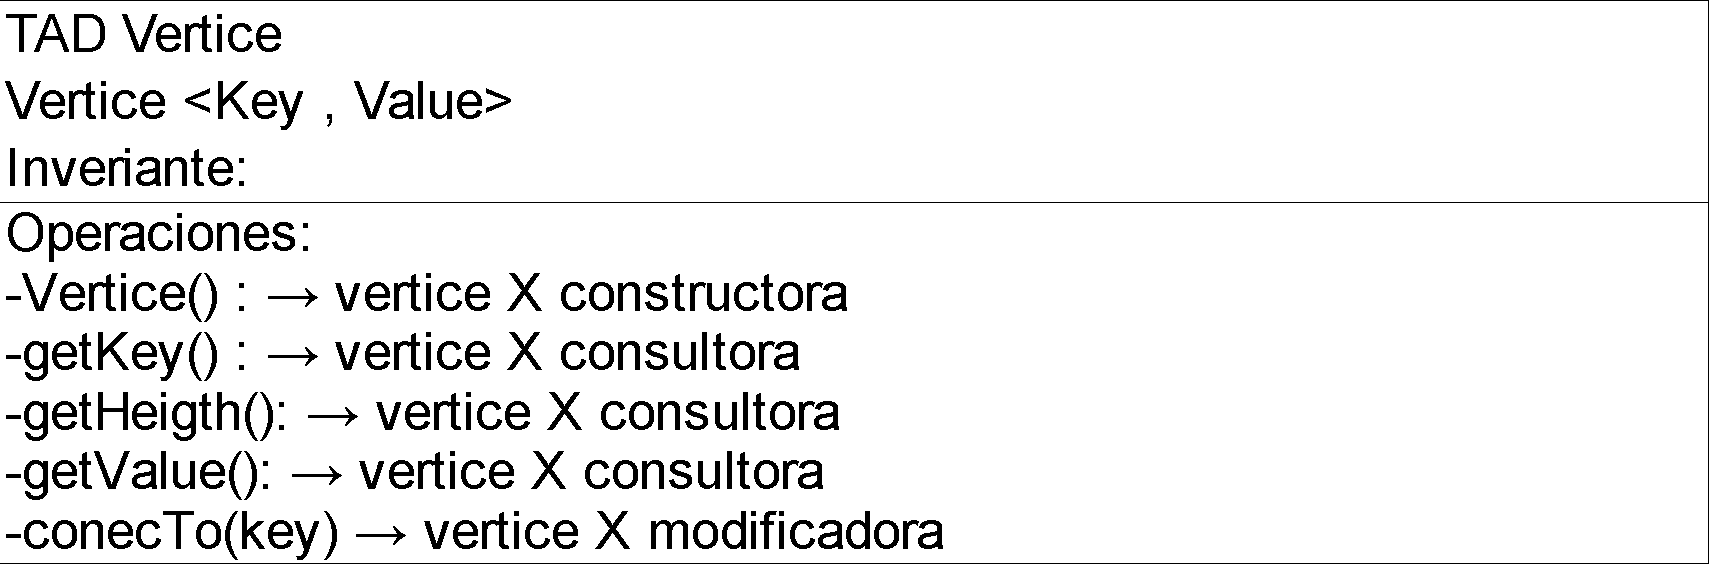 TAD Vertice
Vertice <Key , Value>
Inveriante:
Operaciones:
-Vertice() : → vertice X constructora
-getKey() : → vertice X consultora
-getHeigth(): → vertice X consultora
-getValue(): → vertice X consultora
-conecTo(key) → vertice X modificadora